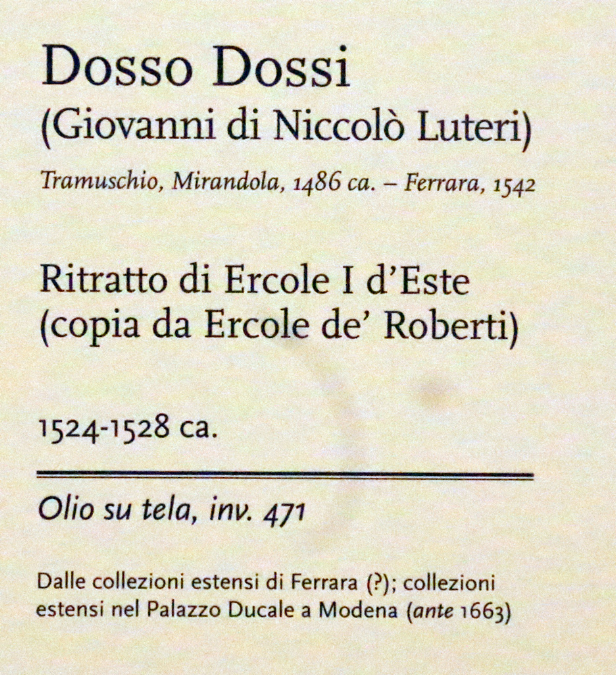 Dosso Dossi
(Giovanni di Niccolò Luteri)
Tramuschio, Mirandola, 1486 ca. – Ferrara, 1542
Ritratto di Ercole I d’Este
(copia da Ercole de’ Roberti)
1524-1528 ca.
Olio su tela, inv. 471
Dalle collezioni estensi di Ferrara (?); collezioni
estensi nel Palazzo Ducale a Modena (ante 1663)